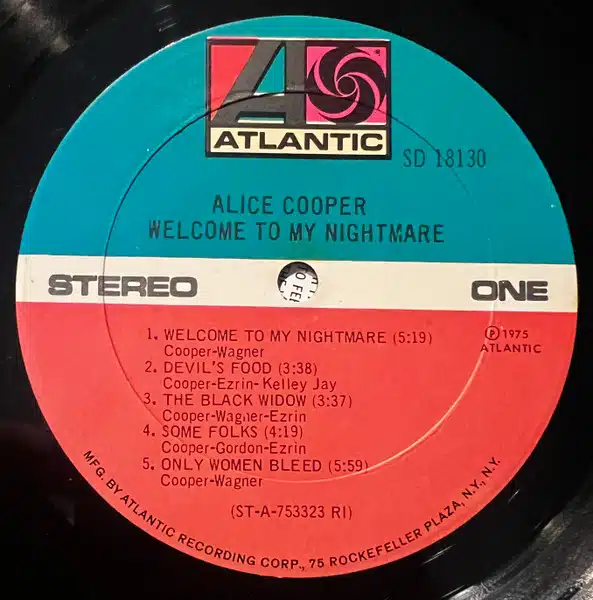 ATLANTIC
SD 18130
ALICE COOPER
WELCOME TO MY NIGHTMARE
STEREO
ONE
1. WELCOME TO MY NIGHTMARE (5:19)
Cooper-Wagner
2. DEVIL'S FOOD (3:38)
Cooper-Ezrin-Kelley Jay
3. THE BLACK WIDOW (3:37)
Cooper-Wagner-Ezrin
4. SOME FOLKS (4:19)
Cooper-Gordon-Ezrin
5. ONLY WOMEN BLEED (5:59)
Cooper-Wagner
Ⓟ1975
ATLANTIC
(ST-A-753323 RI)
MFG. BY ATLANTIC RECORDING CORP., 75 ROCKEFELLER PLAZA, N.Y., N.Y.